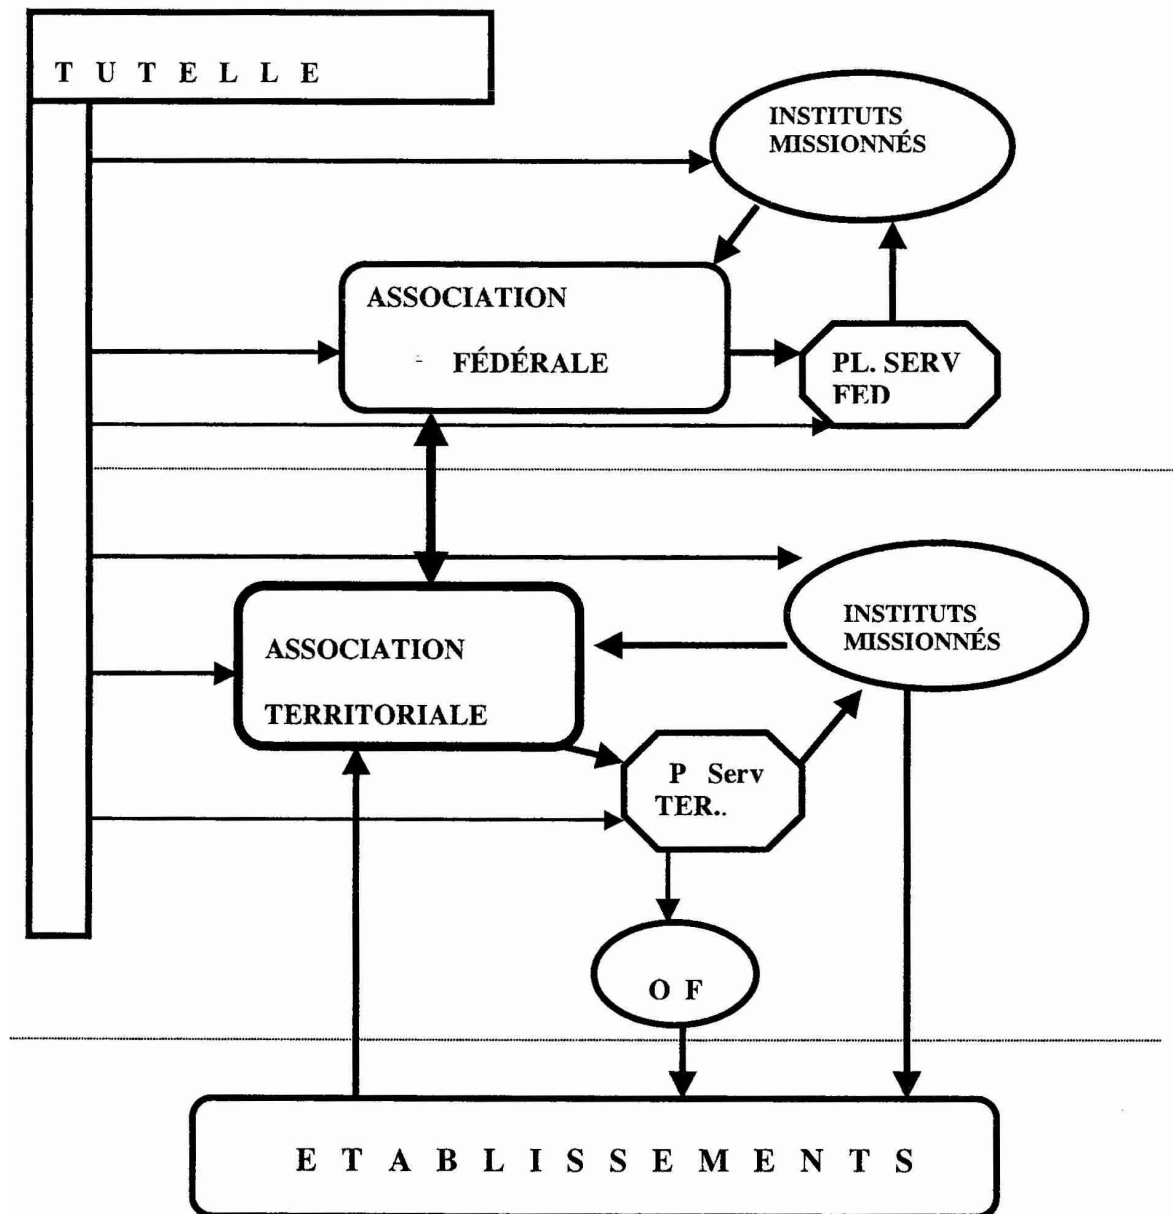 T U T E L L E
INSTITUTS
MISSIONNÉS
ASSOCIATION
FÉDÉRALE
PL. SERV
FED
INSTITUTS
MISSIONNÉS
ASSOCIATION
TERRITORIALE
P Serv
TER..
O F
E T A B L I S S E M E N T S